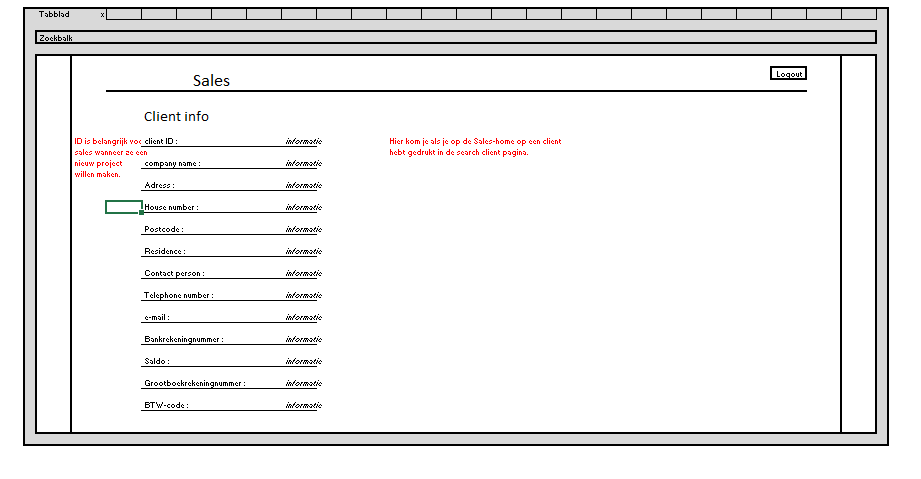 Tabblad x
Zoekbalk
Logout
Sales
Client info
ID is belangrijk voo
sales wanneer ze een
nieuw project
willen maken.
client ID : informatie
Hier kom je als je op de Sales-home op een client
hebt gedrukt in de search client pagina.
company name : informatie
Adress : informatie
House number : informatie
Postcode : informatie
Residence : informatie
Contact person : informatie
Telephone number : informatie
e-mail : informatie
Bankrekeningnummer : informatie
Saldo : informatie
Grootboekrekeningnummer : informatie
BTW-code : informatie